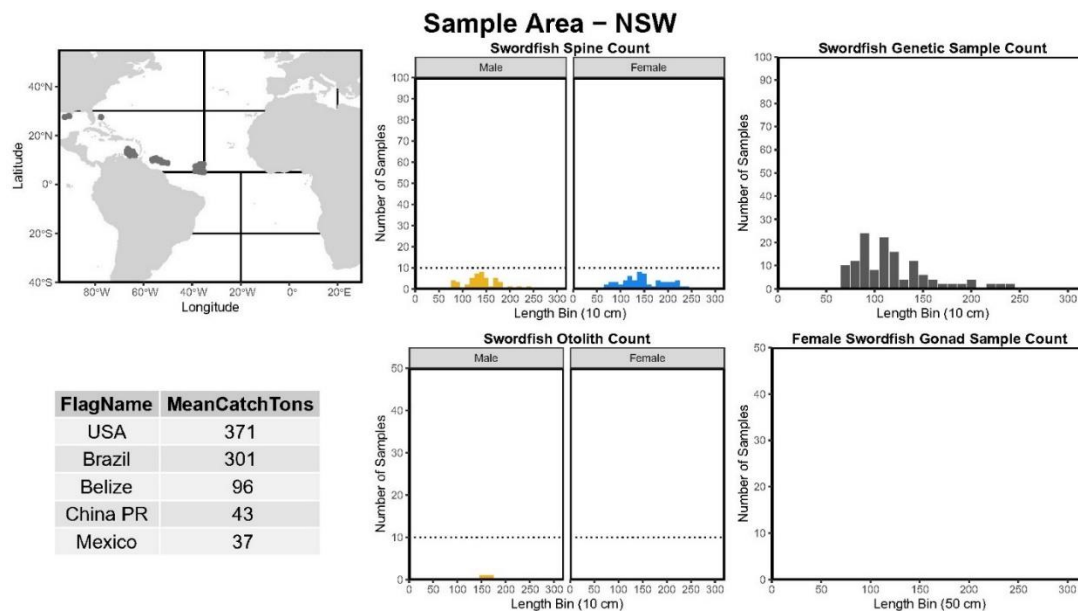 Sample Area – NSW
40°N
20°N
0°
20°S
40°S
Latitude
80°W 60°W 40°W 20°W 0° 20°E
Longitude
Swordfish Spine Count
Male Female
100
90
80
70
60
50
40
30
20
10
0
Number of Samples
0 50 100 150 200 250 300 0 50 100 150 200 250 300
Length Bin (10 cm)
Swordfish Genetic Sample Count
100
90
80
70
60
50
40
30
20
10
0
Number of Samples
0 50 100 150 200 250 300
Length Bin (10 cm)
FlagName MeanCatchTons
USA 371
Brazil 301
Belize 96
China PR 43
Mexico 37
Swordfish Otolith Count
Male Female
50
40
30
20
10
0
Number of Samples
0 50 100 150 200 250 300 0 50 100 150 200 250 300
Length Bin (10 cm)
Female Swordfish Gonad Sample Count
50
40
30
20
10
0
Number of Samples
0 50 100 150 200 250 300
Length Bin (50 cm)